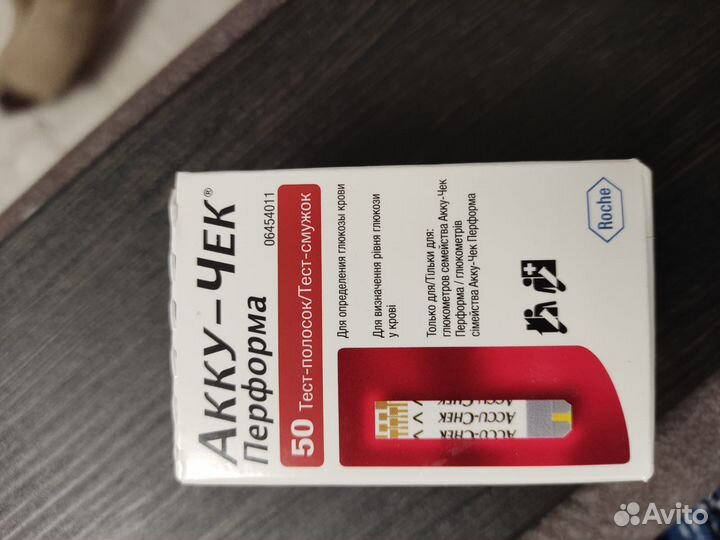 АККУ-ЧЕК®
Перформа
06454011
50 Тест-полосок/Тест-смужок
Для определения глюкозы крови
Для визначення рівня глюкози
у крові
Только для/Тільки для:
глюкометров семейства Акку-Чек
Перформа / глюкометрів
сімейства Акку-Чек Перформа
Roche
ACCU-CHEK
ACCU-CHEK
ACCU-CHEK
Avito